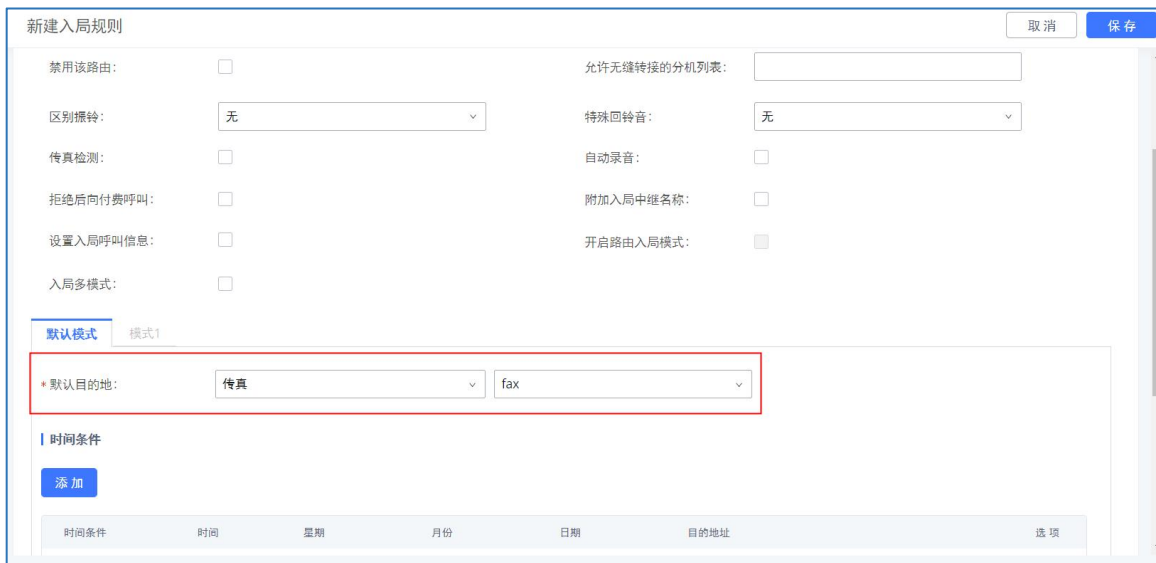 新建入局规则 取消 保存
禁用该路由： 允许无缝转接的分机列表：
区别振铃： 无 特殊回铃音： 无
传真检测： 自动录音：
拒绝后向付费呼叫： 附加入局中继名称：
设置入局呼叫信息： 开启路由入局模式：
入局多模式：
默认模式 模式1
*默认目的地： 传真 fax
时间条件
添加
时间条件 时间 星期 月份 日期 目的地址 选项